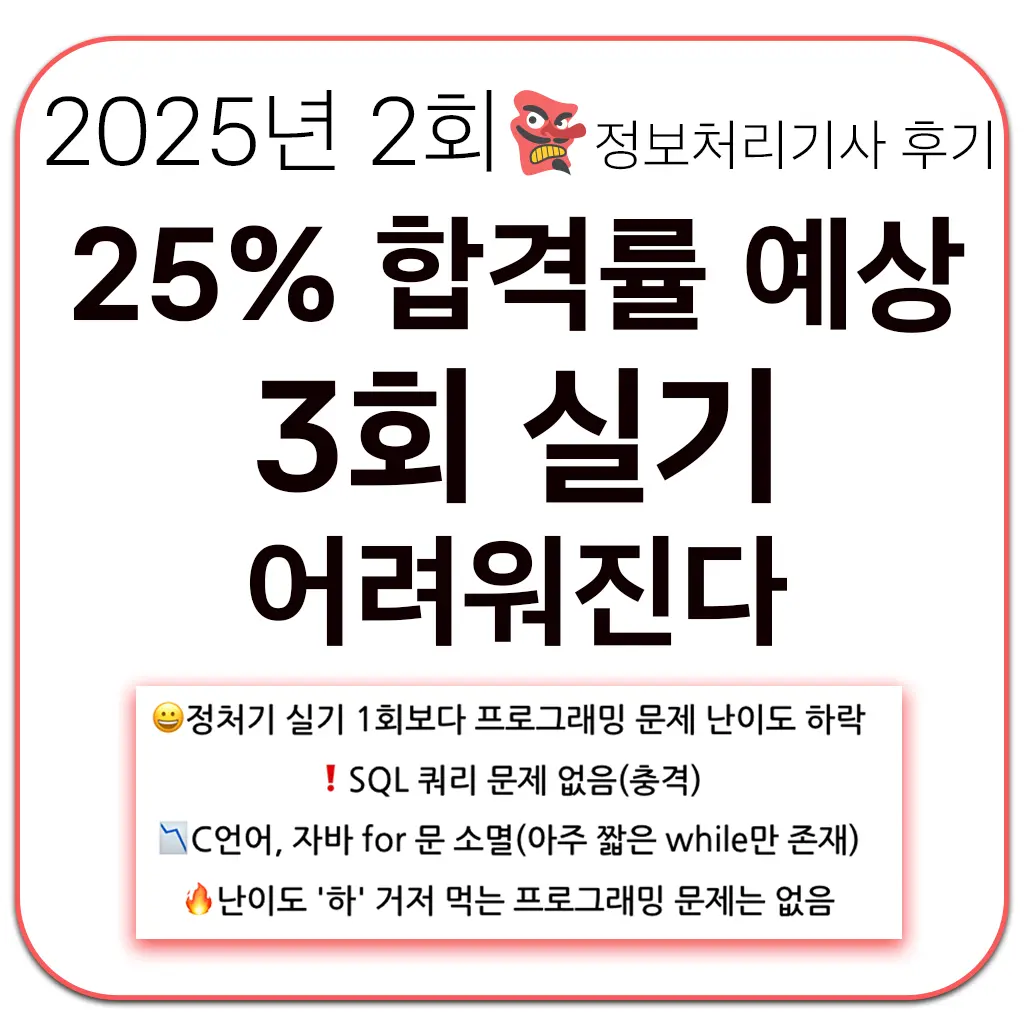 2025년 2회👺정보처리기사 후기
25% 합격률 예상
3회 실기
어려워진다
😀정처기 실기 1회보다 프로그래밍 문제 난이도 하락
❗SQL 쿼리 문제 없음(충격)
📉C언어, 자바 for 문 소멸(아주 짧은 while만 존재)
🔥난이도 '하' 거저 먹는 프로그래밍 문제는 없음